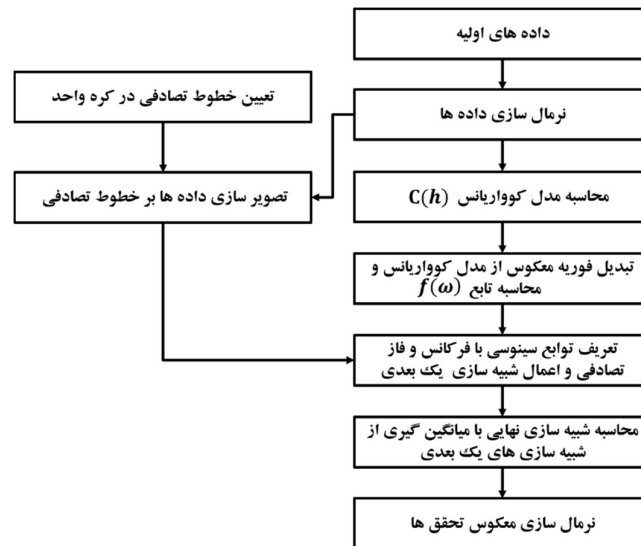 داده های اولیه
تعیین خطوط تصادفی در کره واحد
نرمال سازی داده ها
تصویر سازی داده ها بر خطوط تصادفی
محاسبه مدل کوواریانس C(h)
تبدیل فوریه معکوس از مدل کوواریانس و
محاسبه تابع f(ω)
تعریف توابع سینوسی با فرکانس و فاز
تصادفی و اعمال شبیه سازی یک بعدی
محاسبه شبیه سازی نهایی با میانگین گیری از
شبیه سازی های یک بعدی
نرمال سازی معکوس تحقق ها